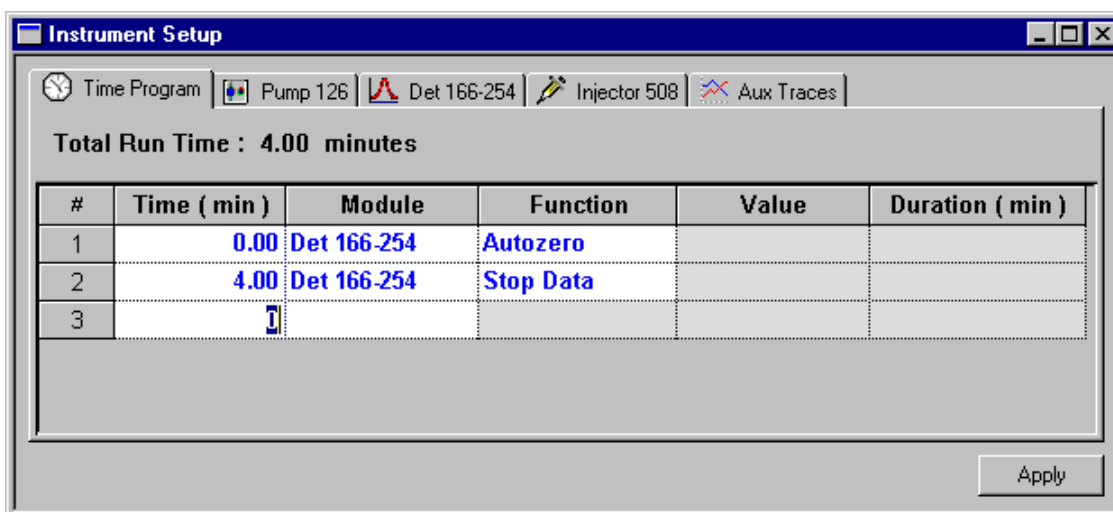 Instrument Setup
Time Program Pump 126 Det 166-254 Injector 508 Aux Traces
Total Run Time : 4.00 minutes
# Time ( min ) Module Function Value Duration ( min )
1 0.00 Det 166-254 Autozero
2 4.00 Det 166-254 Stop Data
3
Apply